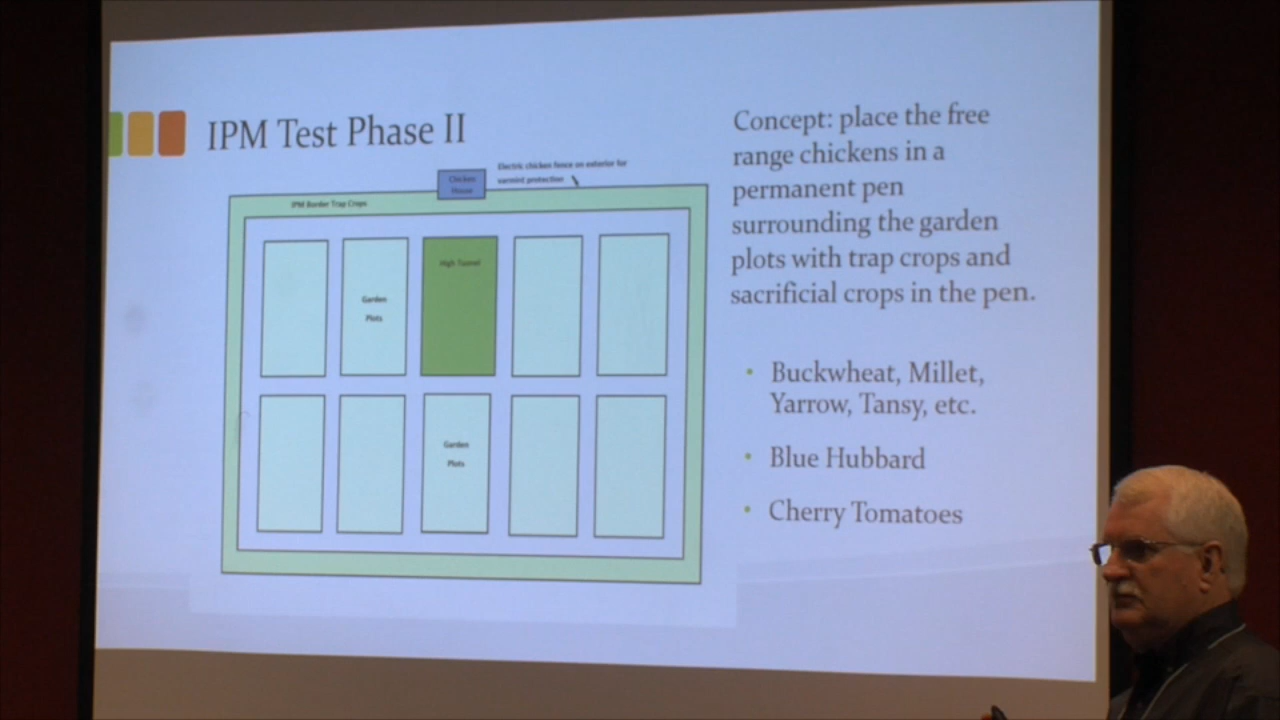 IPM Test Phase II
Chicken
House
Electric chicken fence on exterior for
varmint protection
IPM Border Trap Crops
High Tunnel
Garden
Plots
Garden
Plots
Concept: place the free
range chickens in a
permanent pen
surrounding the garden
plots with trap crops and
sacrificial crops in the pen.
• Buckwheat, Millet,
Yarrow, Tansy, etc.
• Blue Hubbard
• Cherry Tomatoes